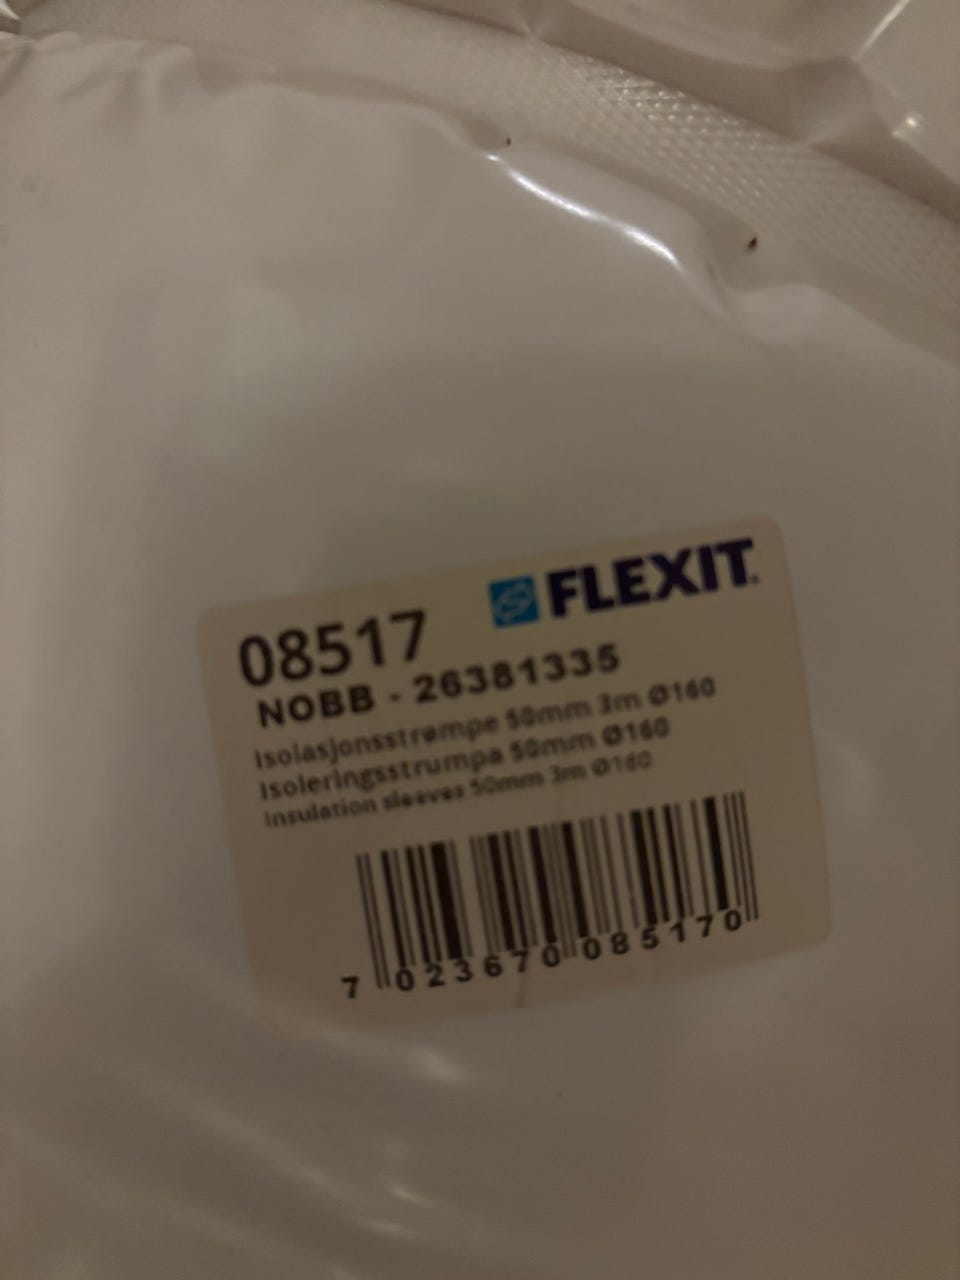 FLEXIT.
08517
NOBB - 26381335
Isolasjonsstrømpe 50mm 3m Ø160
Isoleringsstrumpa 50mm Ø160
Insulation sleeves 50mm 3m Ø160
7 023670 085170